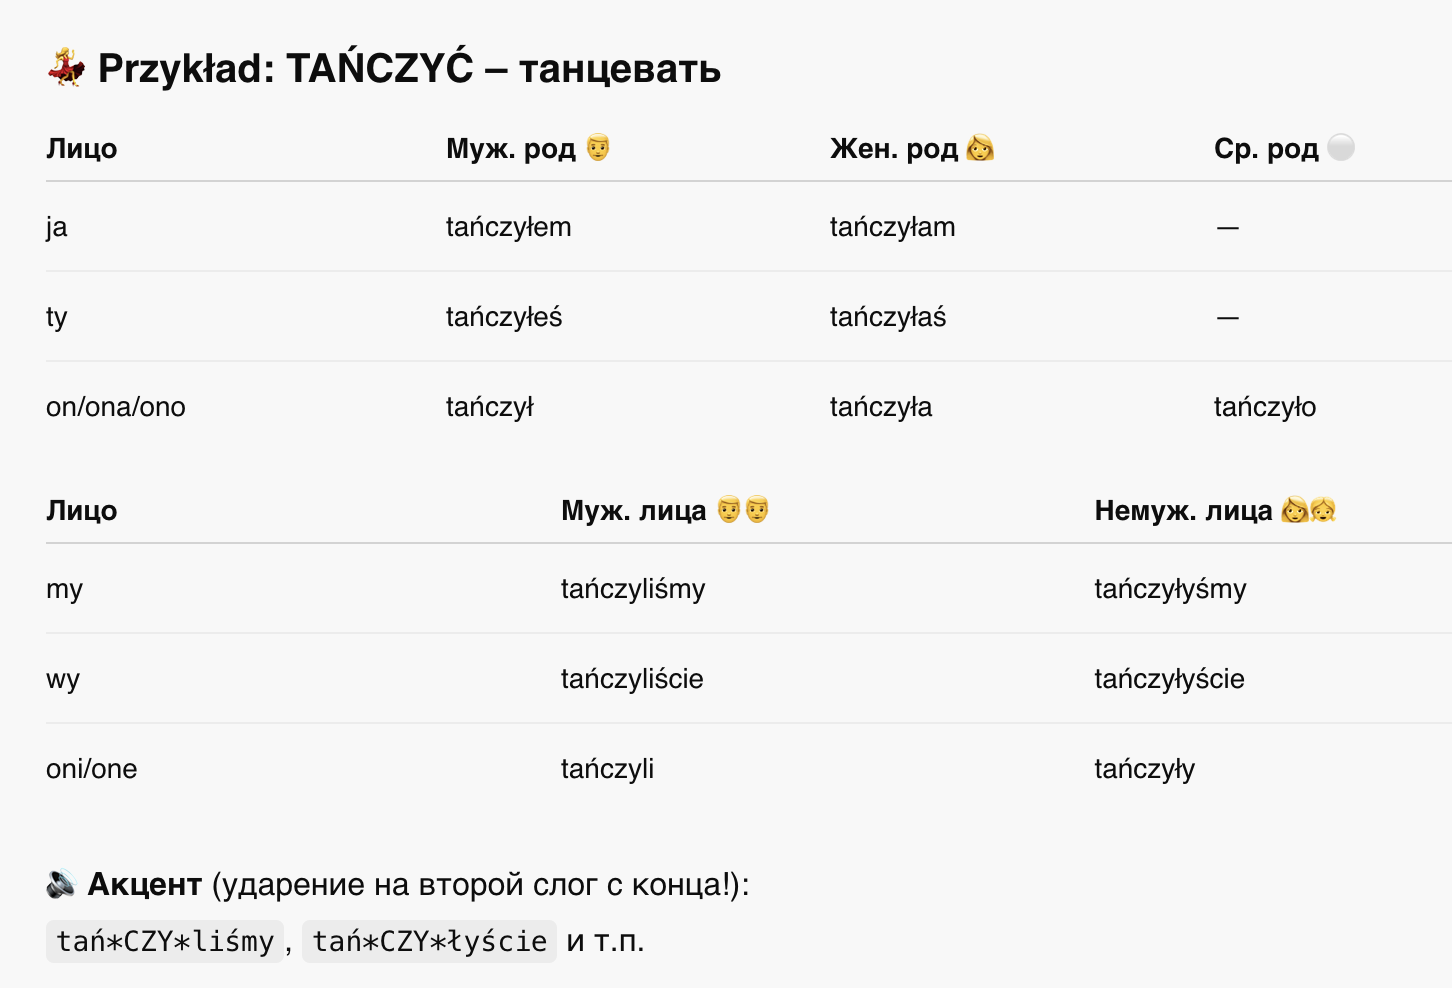 💃 Przykład: TAŃCZYĆ – танцевать
Лицо Муж. род 👨 Жен. род 👩 Ср. род ⚪
ja tańczyłem tańczyłam —
ty tańczyłeś tańczyłaś —
on/ona/ono tańczył tańczyła tańczyło
Лицо Муж. лица 👨👨 Немуж. лица 👩👧
my tańczyliśmy tańczyłyśmy
wy tańczyliście tańczyłyście
oni/one tańczyli tańczyły
🔊 Акцент (ударение на второй слог с конца!):
tań*CZY*liśmy, tań*CZY*łyście и т.п.